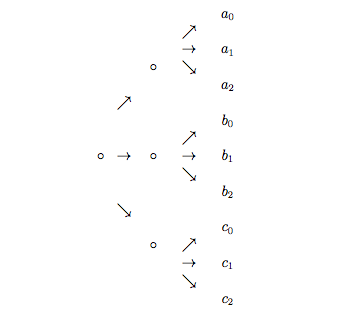 a₀
a₁
a₂
b₀
b₁
b₂
c₀
c₁
c₂